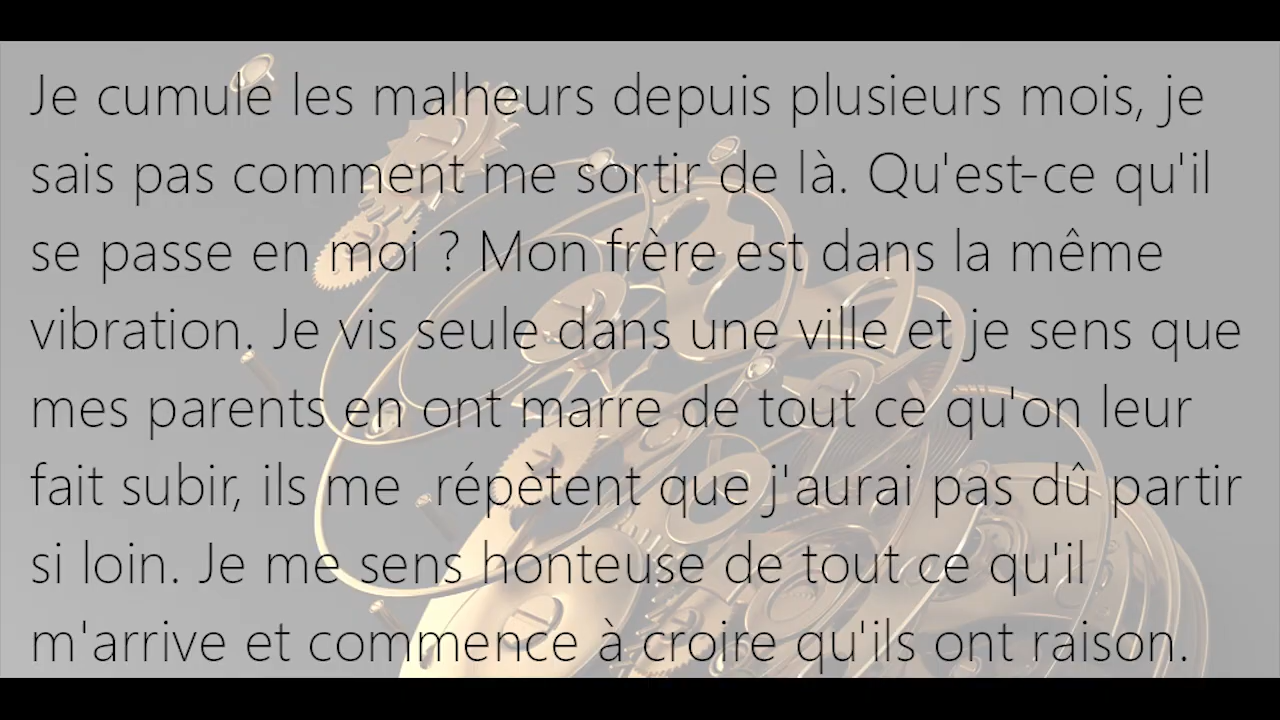 Je cumule les malheurs depuis plusieurs mois, je
sais pas comment me sortir de là. Qu'est-ce qu'il
se passe en moi ? Mon frère est dans la même
vibration. Je vis seule dans une ville et je sens que
mes parents en ont marre de tout ce qu'on leur
fait subir, ils me  répètent que j'aurai pas dû partir
si loin. Je me sens honteuse de tout ce qu'il
m'arrive et commence à croire qu'ils ont raison.